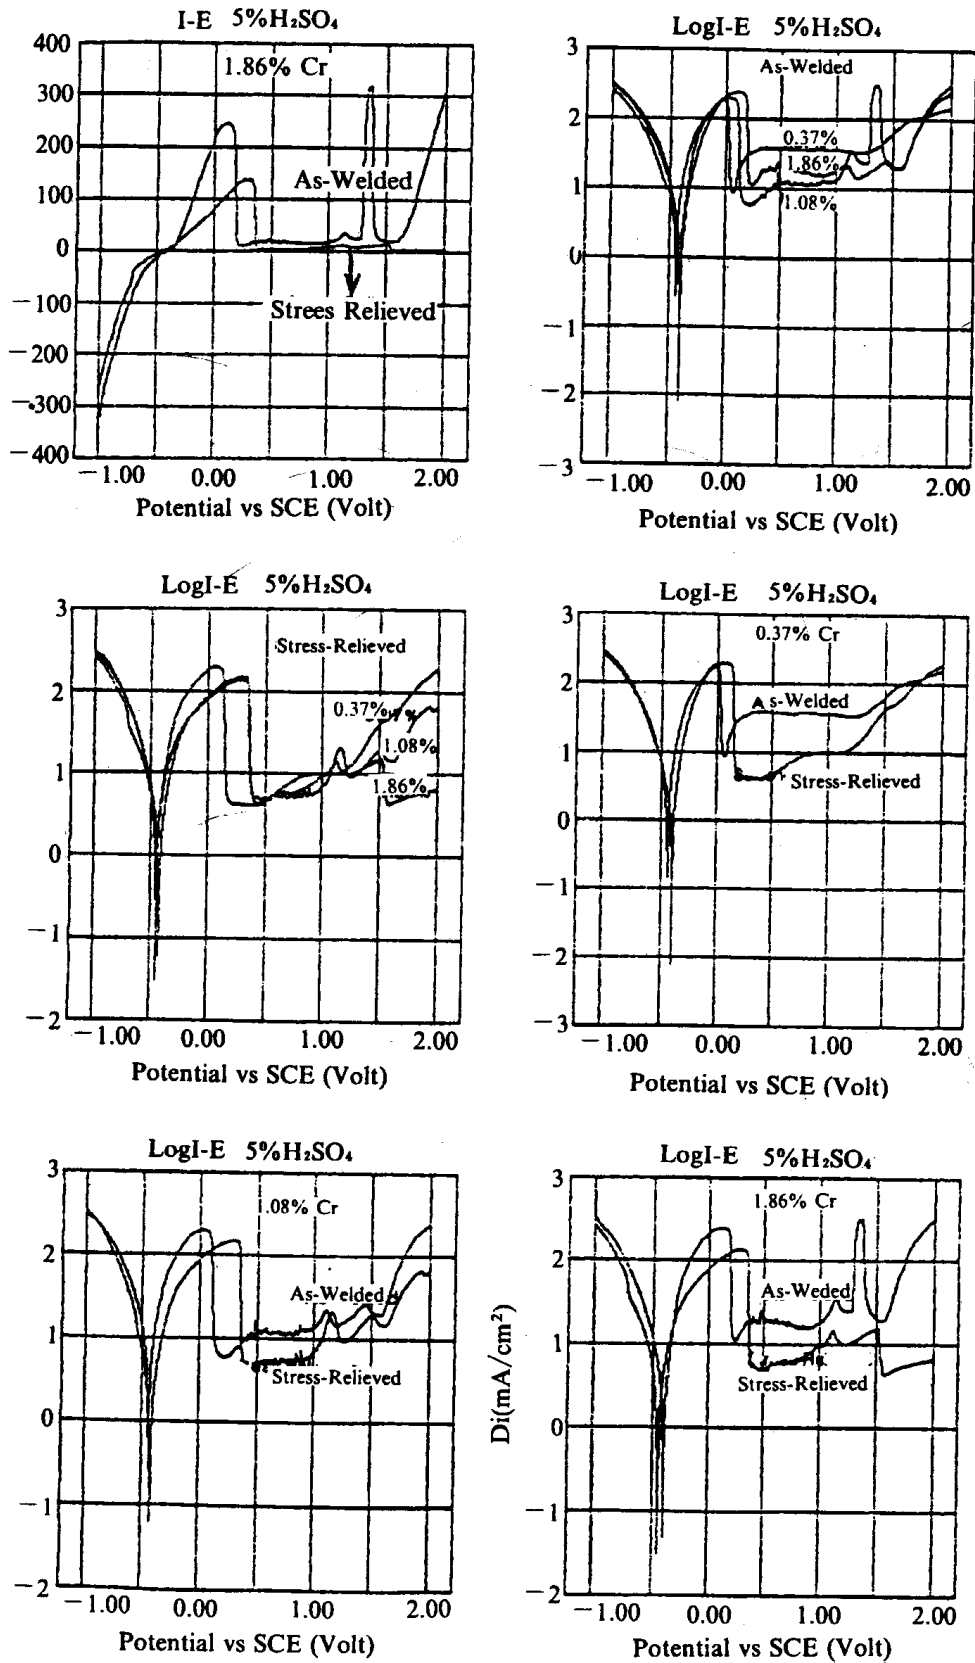 I-E 5%H₂SO₄
400
300
200
100
0
−100
−200
−300
−400
1.86% Cr
As-Welded
Strees Relieved
−1.00 0.00 1.00 2.00
Potential vs SCE (Volt)
LogI-E 5%H₂SO₄
3
2
1
0
−1
−2
−3
As-Welded
0.37%
1.86%
1.08%
−1.00 0.00 1.00 2.00
Potential vs SCE (Volt)
LogI-E 5%H₂SO₄
3
2
1
0
−1
−2
Stress-Relieved
0.37%
1.08%
1.86%
−1.00 0.00 1.00 2.00
Potential vs SCE (Volt)
LogI-E 5%H₂SO₄
3
2
1
0
−1
−2
−3
0.37% Cr
As-Welded
Stress-Relieved
−1.00 0.00 1.00 2.00
Potential vs SCE (Volt)
LogI-E 5%H₂SO₄
3
2
1
0
−1
−2
1.08% Cr
As-Welded
Stress-Relieved
−1.00 0.00 1.00 2.00
Potential vs SCE (Volt)
LogI-E 5%H₂SO₄
Di(mA/cm²)
3
2
1
0
−1
−2
1.86% Cr
As-Weded
Stress-Relieved
−1.00 0.00 1.00 2.00
Potential vs SCE (Volt)